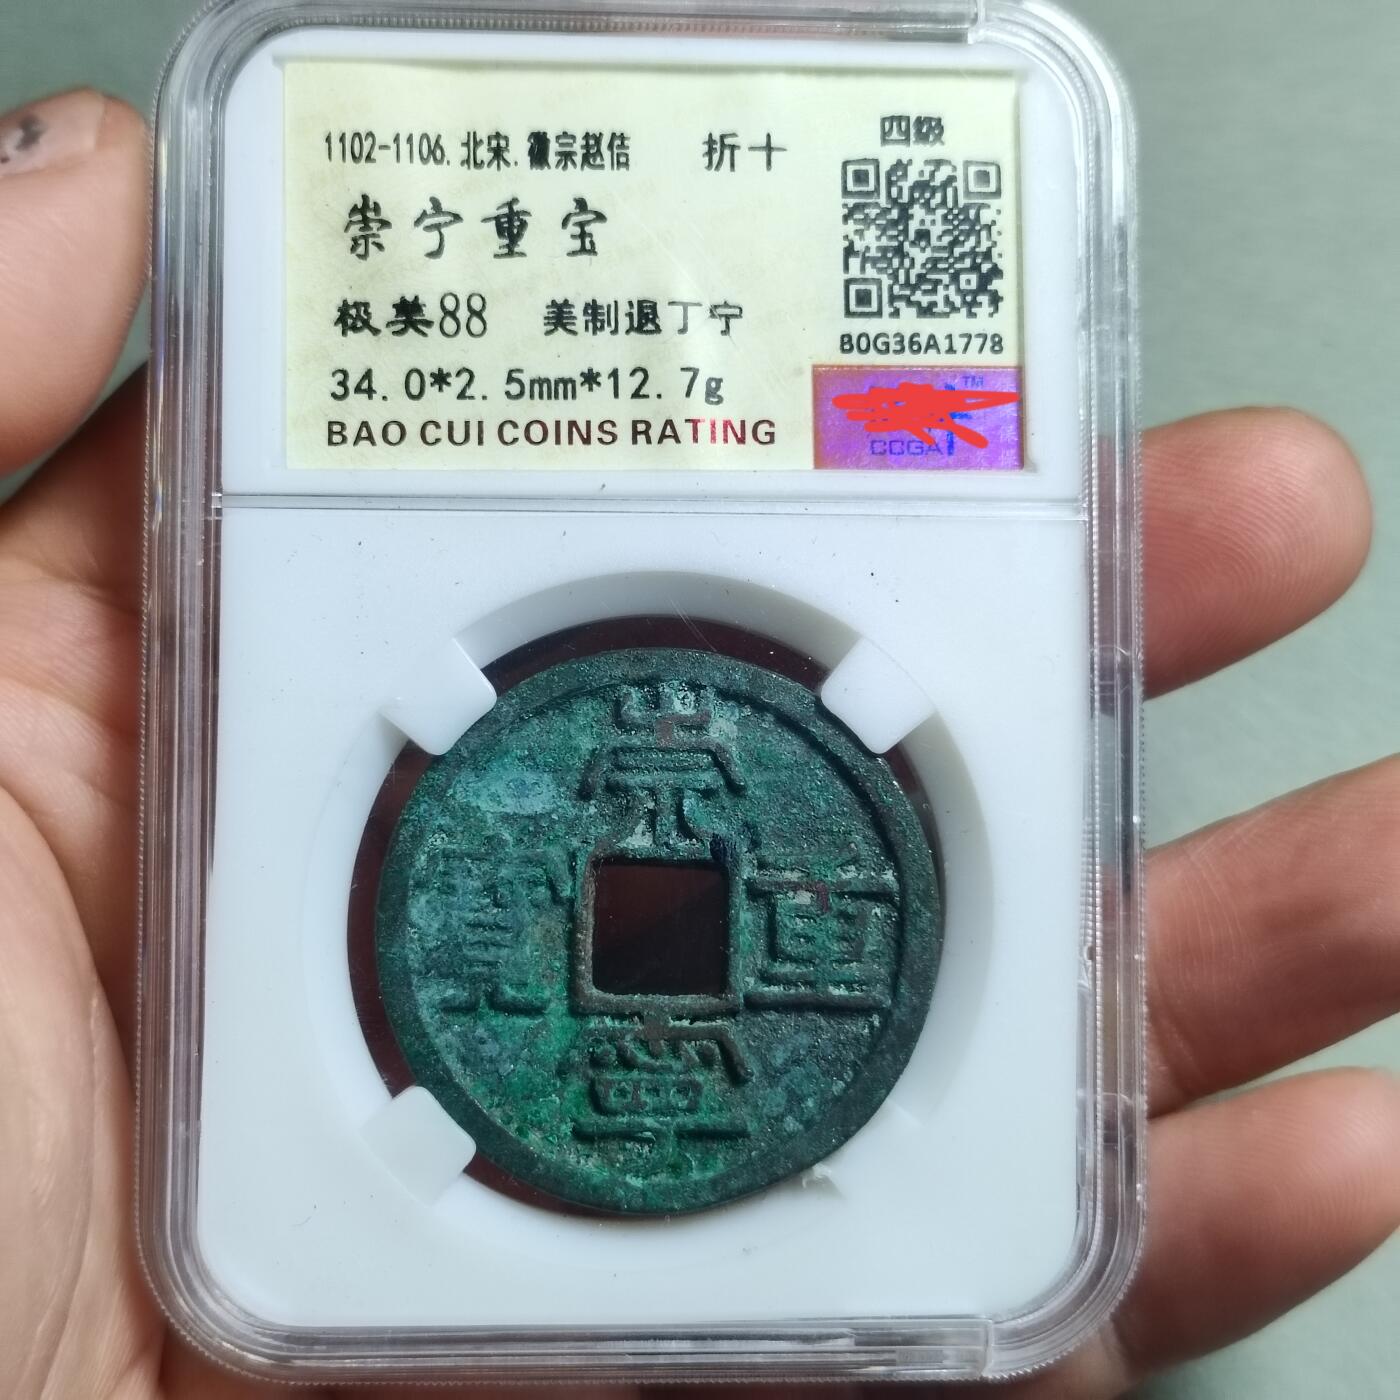 1102-1106.北宋.徽宗赵佶 折十
崇宁重宝
极美88 美制退丁宁
34.0*2.5mm*12.7g
BAO CUI COINS RATING
四级
B0G36A1778
TM
CCGA
崇
寶 重
寧